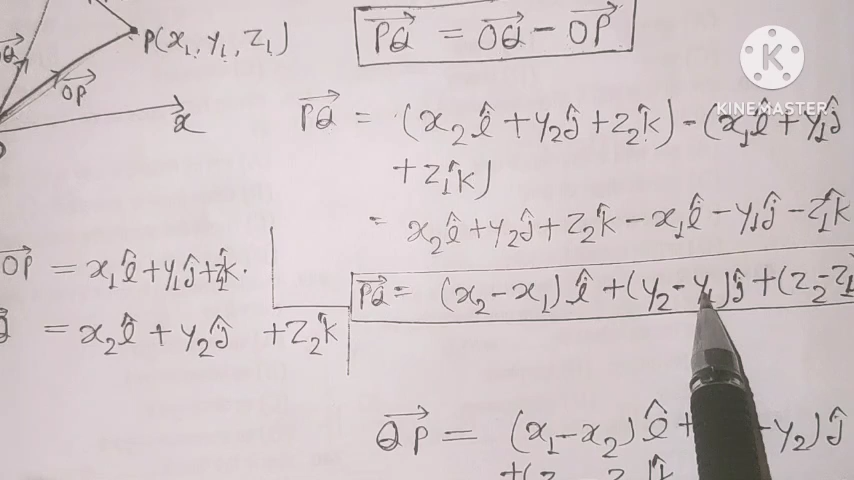 P(x₁, y₁, z₁)
OP
x
PQ = OQ - OP
KINEMASTER
PQ = (x₂î + y₂ĵ + z₂k̂) - (x₁î + y₁ĵ
+ z₁k̂)
= x₂î + y₂ĵ + z₂k̂ - x₁î - y₁ĵ - z₁k̂
OP = x₁î + y₁ĵ + z₁k̂.
PQ = (x₂ - x₁)î + (y₂ - y₁)ĵ + (z₂ - z₁
= x₂î + y₂ĵ + z₂k̂
QP = (x₁ - x₂)î + - y₂)ĵ